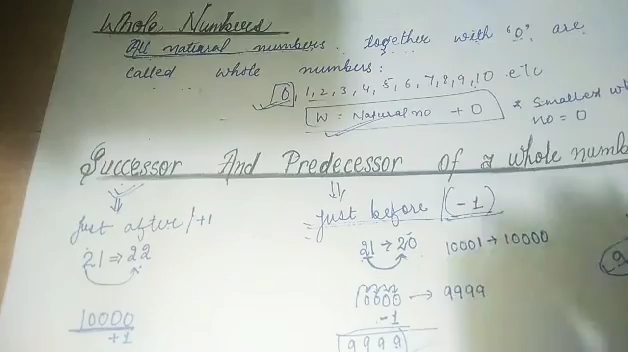 Whole Numbers
All natural numbers together with '0' are
called whole numbers:
0, 1, 2, 3, 4, 5, 6, 7, 8, 9, 10 etc
W = Natural no + 0
* Smallest
no = 0
Successor And Predecessor of a whole
Just after / +1
Just before / (-1)
21 ⇒ 22
21 → 20
10001 → 10000
10000 → 9999
-1
9999
10000
+1